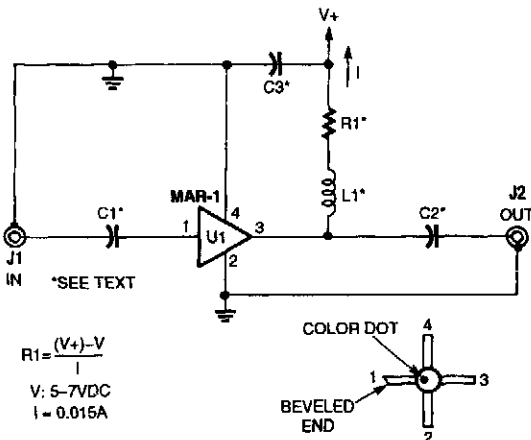 V+
I
C3*
R1*
L1*
MAR-1
C1*
1
U1
4
3
2
C2*
J2
OUT
J1
IN
*SEE TEXT
R1= (V+)–V
I
V: 5–7VDC
I = 0.015A
COLOR DOT
BEVELED
END
4
1
3
2